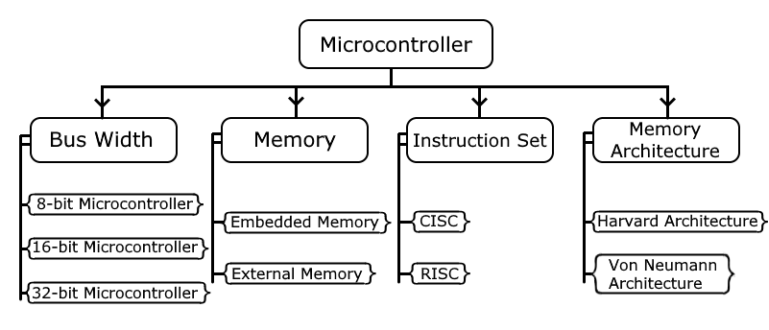 Microcontroller
Bus Width
Memory
Instruction Set
Memory
Architecture
8-bit Microcontroller
16-bit Microcontroller
32-bit Microcontroller
Embedded Memory
External Memory
CISC
RISC
Harvard Architecture
Von Neumann
Architecture